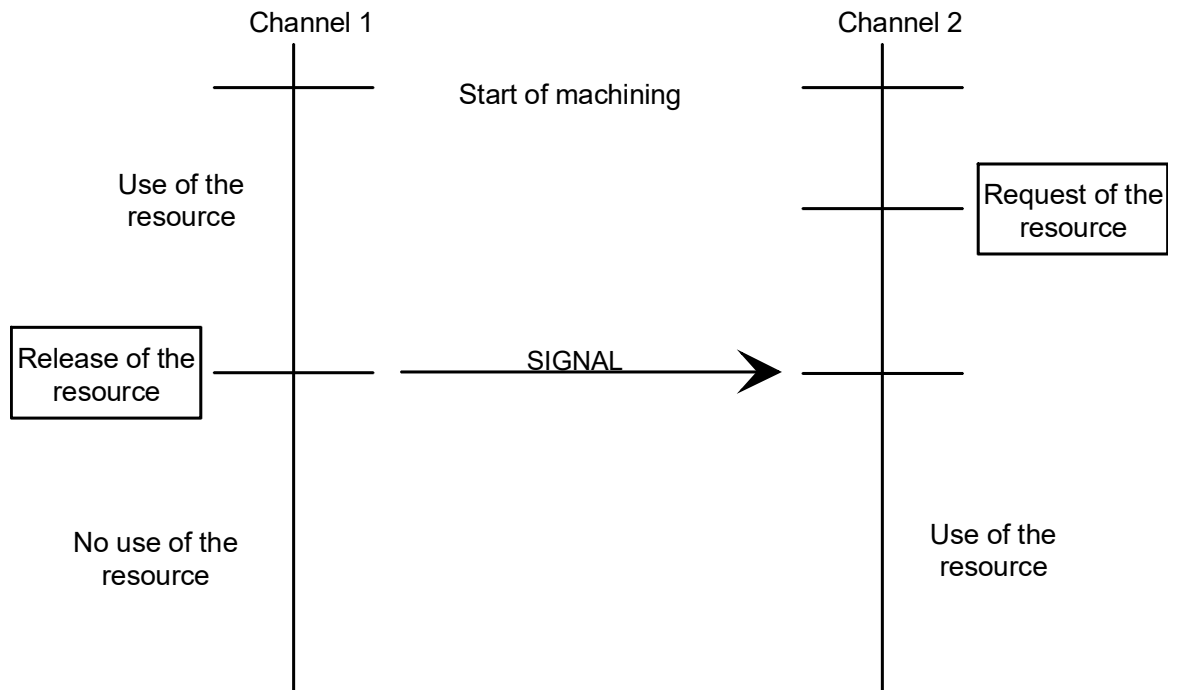 Channel 1
Channel 2
Start of machining
Use of the
resource
Request of the
resource
Release of the
resource
SIGNAL
No use of the
resource
Use of the
resource